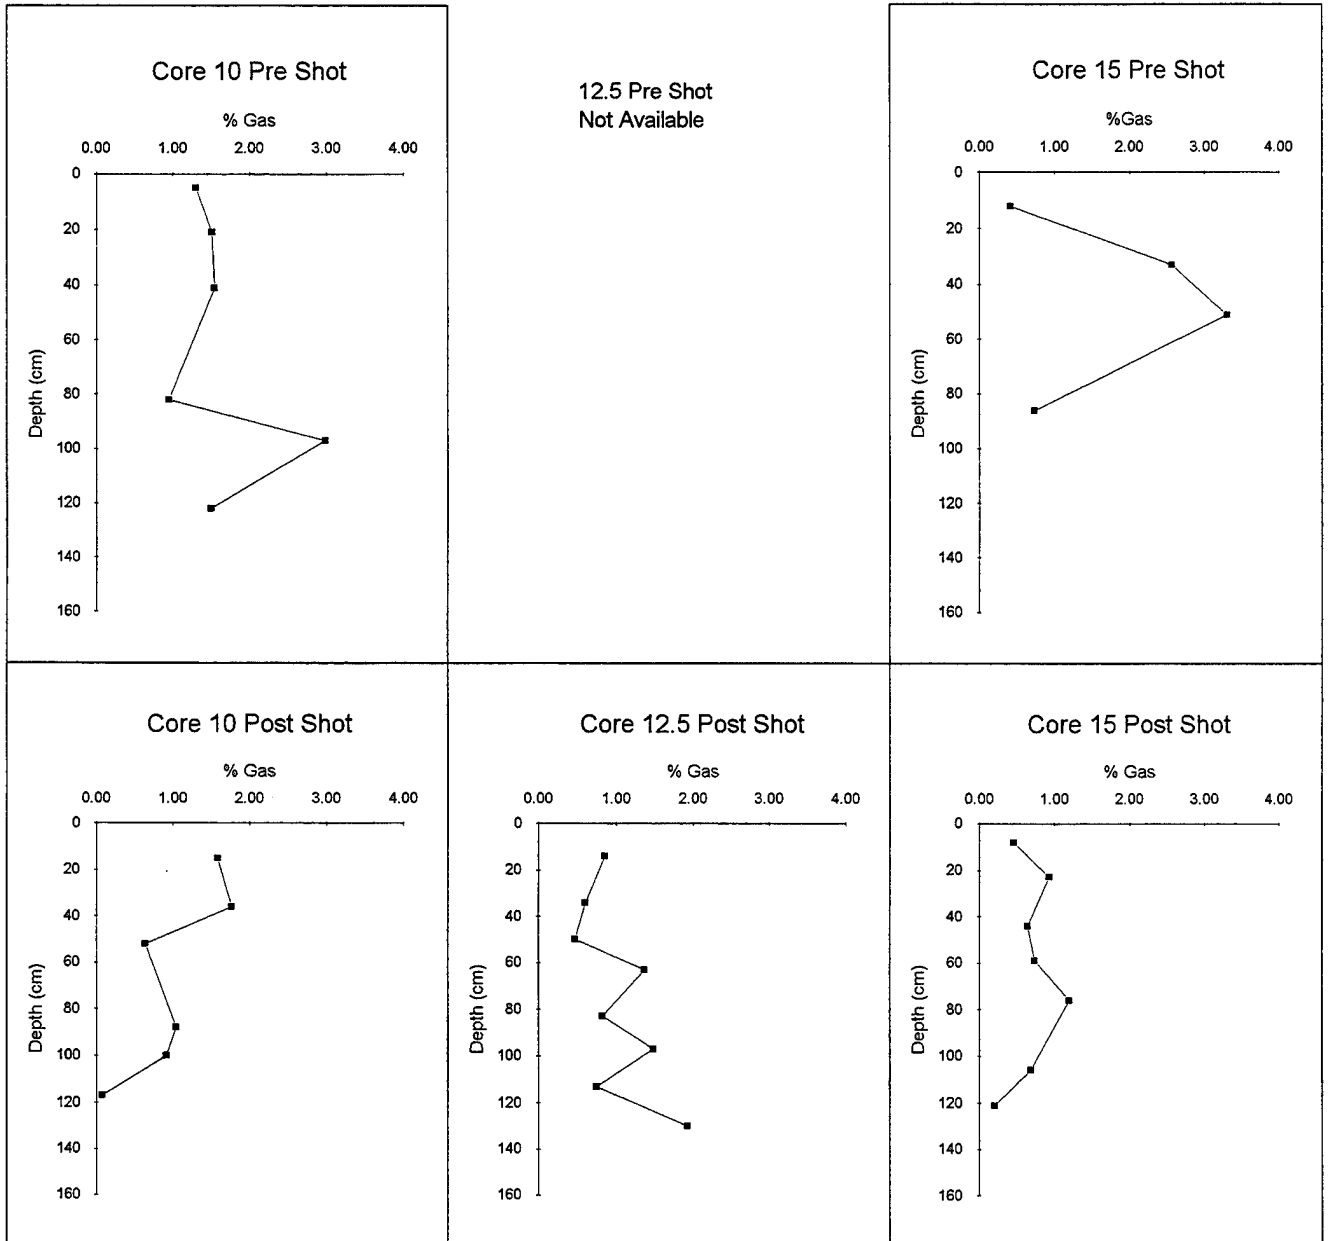 Core 10 Pre Shot
% Gas
0.00 1.00 2.00 3.00 4.00
0
20
40
60
80
100
120
140
160
Depth (cm)
12.5 Pre Shot
Not Available
Core 15 Pre Shot
%Gas
0.00 1.00 2.00 3.00 4.00
0
20
40
60
80
100
120
140
160
Depth (cm)
Core 10 Post Shot
% Gas
0.00 1.00 2.00 3.00 4.00
0
20
40
60
80
100
120
140
160
Depth (cm)
Core 12.5 Post Shot
% Gas
0.00 1.00 2.00 3.00 4.00
0
20
40
60
80
100
120
140
160
Depth (cm)
Core 15 Post Shot
% Gas
0.00 1.00 2.00 3.00 4.00
0
20
40
60
80
100
120
140
160
Depth (cm)